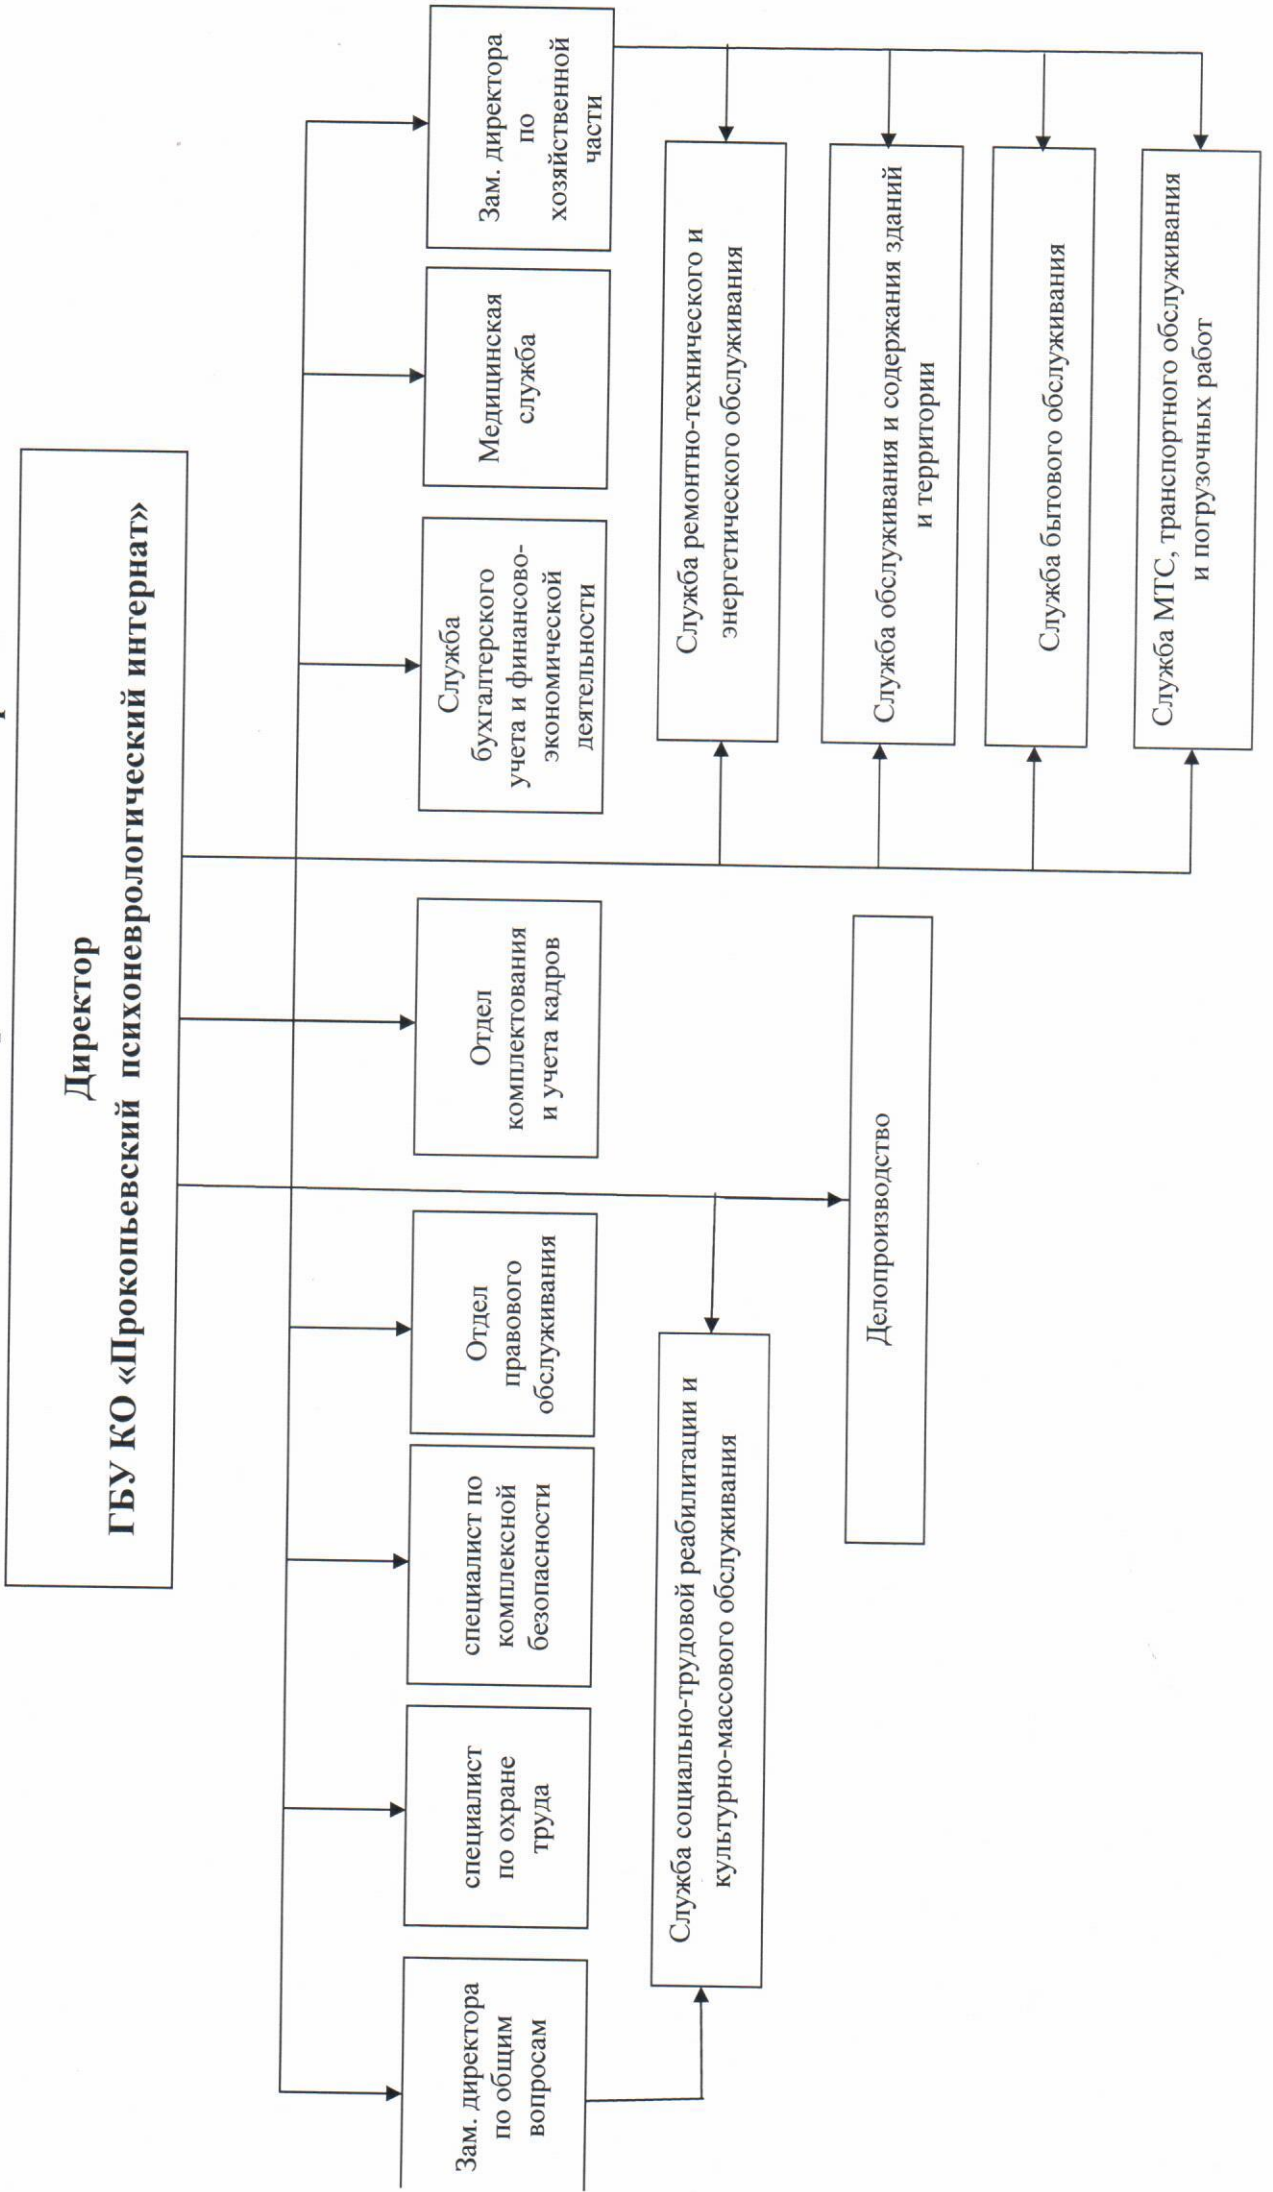 Директор
ГБУ КО «Прокопьевский психоневрологический интернат»
Зам. директора
по общим
вопросам
специалист
по охране
труда
специалист по
комплексной
безопасности
Отдел
правового
обслуживания
Отдел
комплектования
и учета кадров
Служба
бухгалтерского
учета и финансово-
экономической
деятельности
Медицинская
служба
Зам. директора
по
хозяйственной
части
Служба социально-трудовой реабилитации и
культурно-массового обслуживания
Служба ремонтно-технического и
энергетического обслуживания
Делопроизводство
Служба обслуживания и содержания зданий
и территории
Служба бытового обслуживания
Служба МТС, транспортного обслуживания
и погрузочных работ